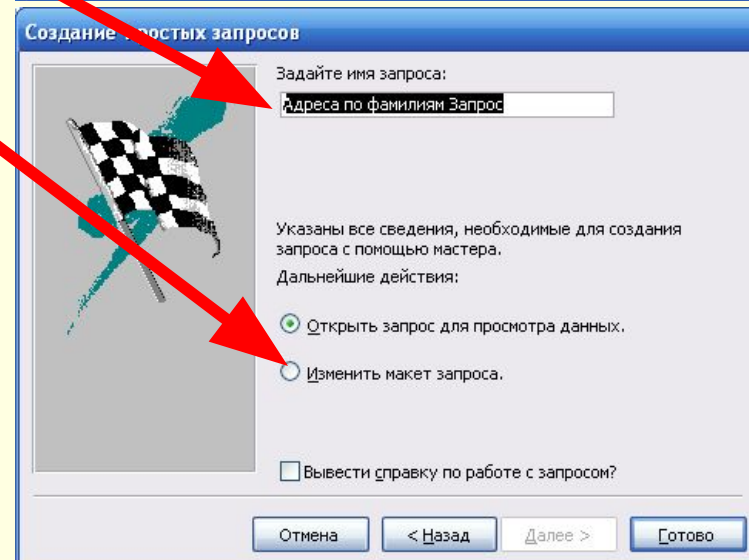 Создание простых запросов
Задайте имя запроса:
Адреса по фамилиям Запрос
Указаны все сведения, необходимые для создания
запроса с помощью мастера.
Дальнейшие действия:
Открыть запрос для просмотра данных.
Изменить макет запроса.
Вывести справку по работе с запросом?
Отмена
< Назад
Далее >
Готово